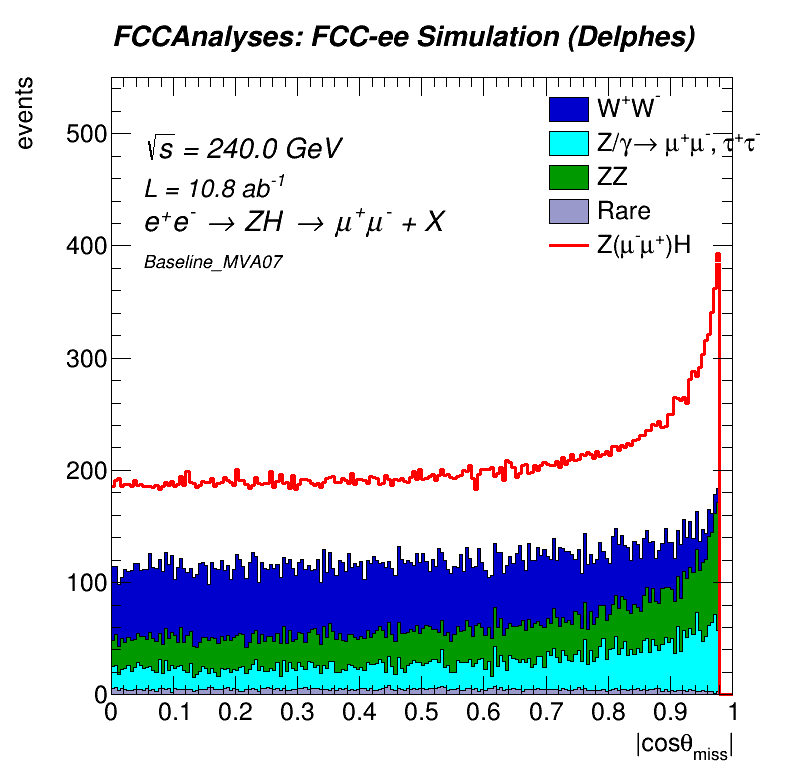 FCCAnalyses: FCC-ee Simulation (Delphes)
events
√s = 240.0 GeV
L = 10.8 ab⁻¹
e⁺e⁻ → ZH → μ⁺μ⁻ + X
Baseline_MVA07
W⁺W⁻
Z/γ→ μ⁺μ⁻, τ⁺τ⁻
ZZ
Rare
Z(μ⁻μ⁺)H
500
400
300
200
100
0
0 0.1 0.2 0.3 0.4 0.5 0.6 0.7 0.8 0.9 1
|cosθ_miss|